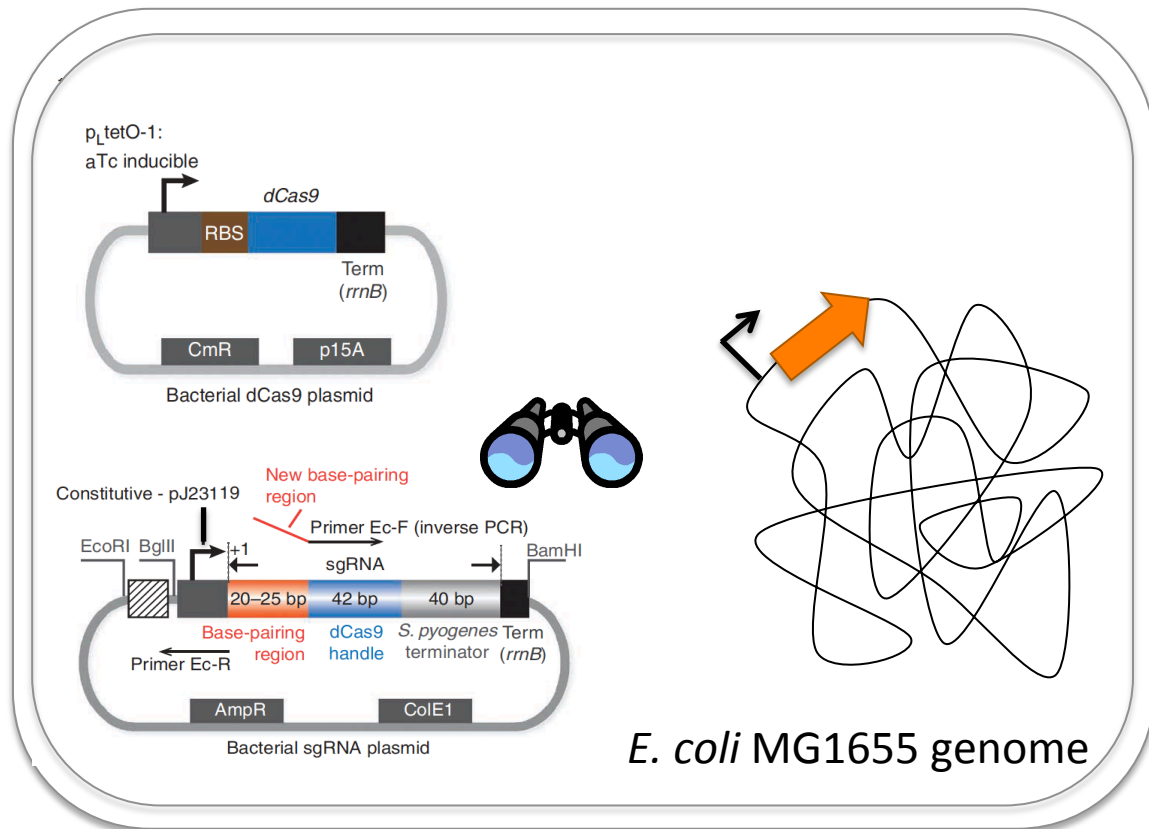 pLtetO-1:
aTc inducible
dCas9
RBS
Term
(rrnB)
CmR
p15A
Bacterial dCas9 plasmid
New base-pairing
region
Constitutive - pJ23119
Primer Ec-F (inverse PCR)
EcoRI
BglII
+1
sgRNA
BamHI
20–25 bp
42 bp
40 bp
Base-pairing
region
dCas9
handle
S. pyogenes
terminator
Term
(rrnB)
Primer Ec-R
AmpR
ColE1
Bacterial sgRNA plasmid
E. coli MG1655 genome